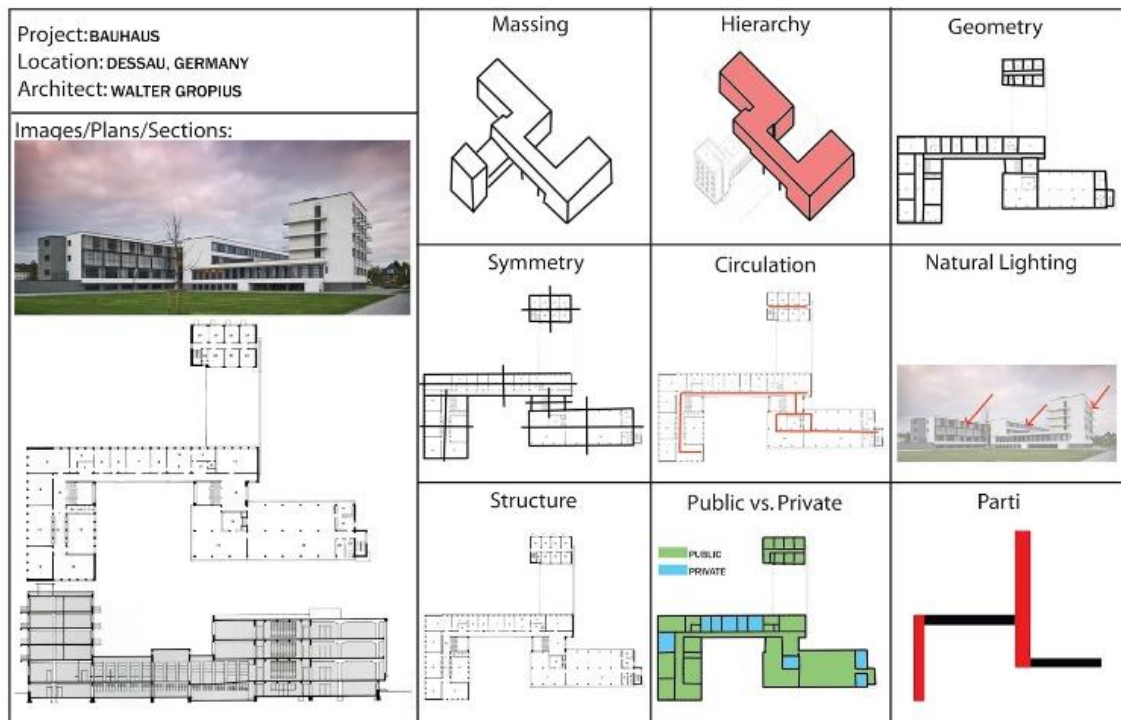 Project:BAUHAUS
Location: DESSAU, GERMANY
Architect: WALTER GROPIUS
Images/Plans/Sections:
Massing
Hierarchy
Geometry
Symmetry
Circulation
Natural Lighting
Structure
Public vs. Private
PUBLIC
PRIVATE
Parti